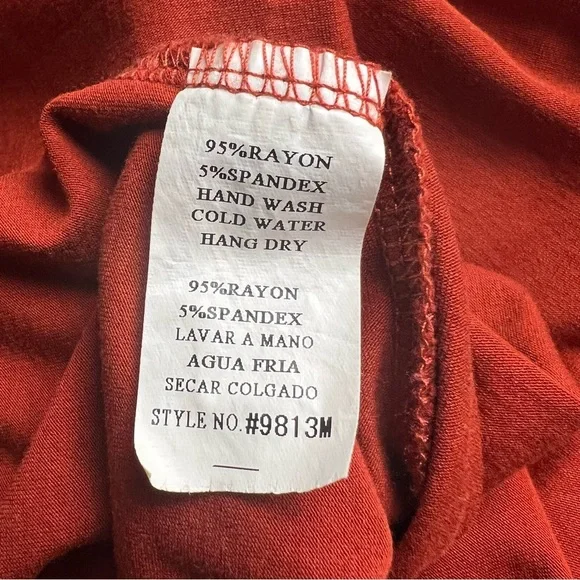 95%RAYON
5%SPANDEX
HAND WASH
COLD WATER
HANG DRY
95%RAYON
5%SPANDEX
LAVAR A MANO
AGUA FRIA
SECAR COLGADO
STYLE NO.#9813M